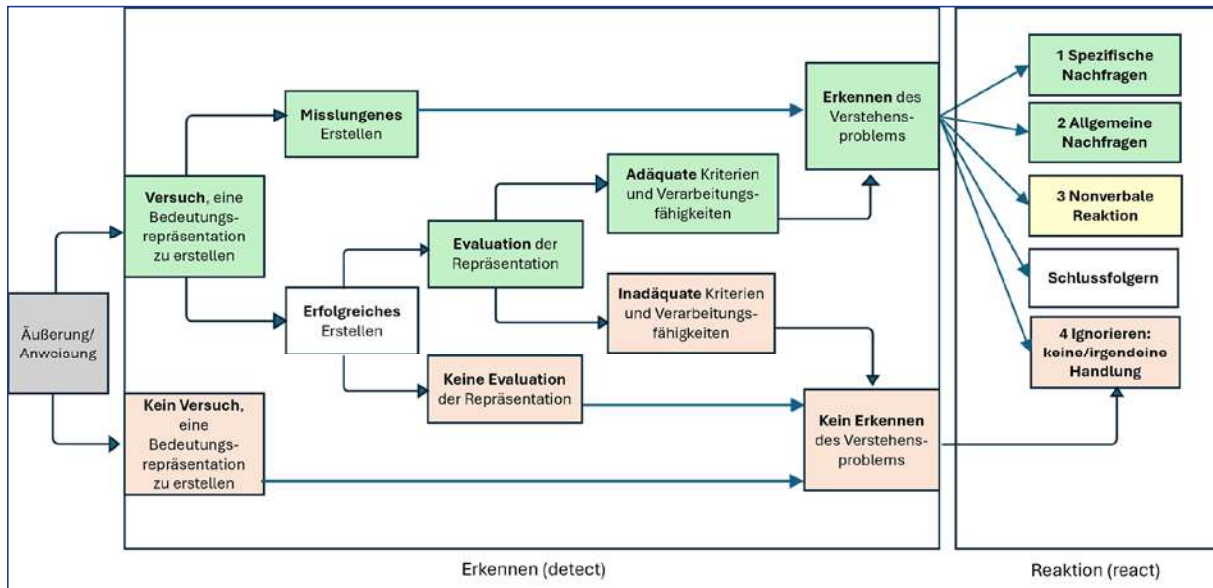 Äußerung/
Anweisung
Versuch, eine
Bedeutungs-
repräsentation
zu erstellen
Kein Versuch,
eine
Bedeutungs-
repräsentation
zu erstellen
Misslungenes
Erstellen
Erfolgreiches
Erstellen
Evaluation der
Repräsentation
Keine Evaluation
der Repräsentation
Adäquate Kriterien
und Verarbeitungs-
fähigkeiten
Inadäquate Kriterien
und Verarbeitungs-
fähigkeiten
Erkennen des
Verstehens-
problems
Kein Erkennen
des Verstehens-
problems
Erkennen (detect)
1 Spezifische
Nachfragen
2 Allgemeine
Nachfragen
3 Nonverbale
Reaktion
Schlussfolgern
4 Ignorieren:
keine/irgendeine
Handlung
Reaktion (react)